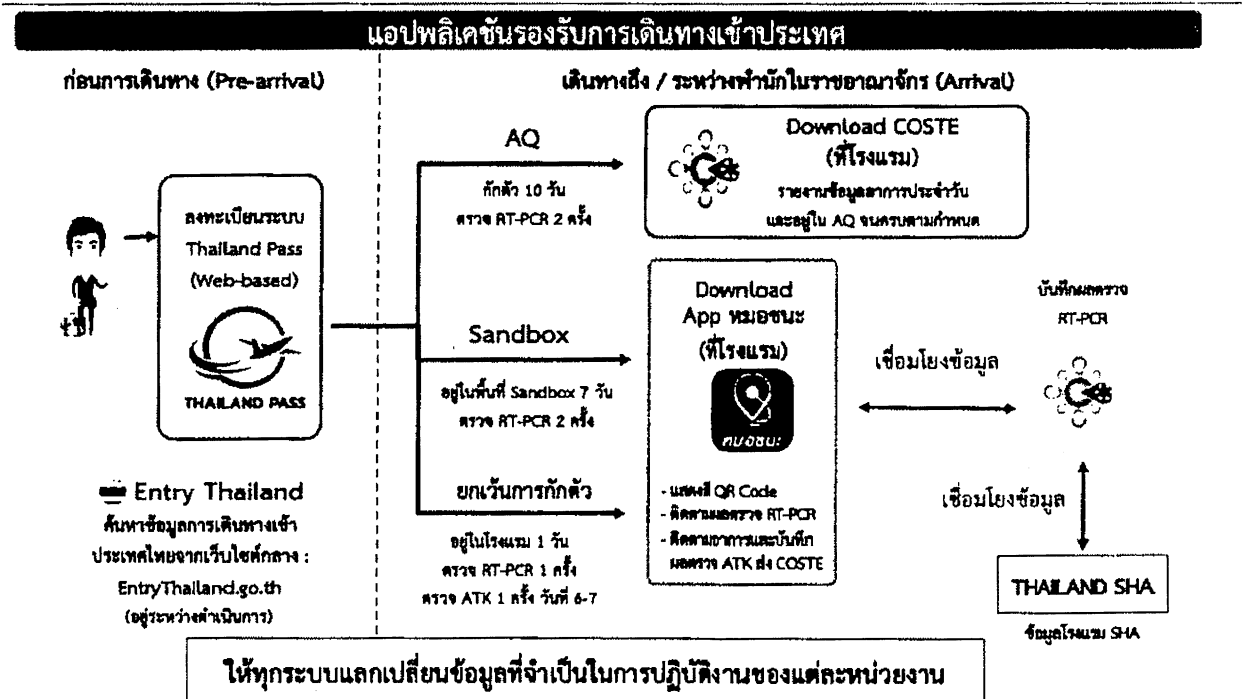 แอปพลิเคชันรองรับการเดินทางเข้าประเทศ
ก่อนการเดินทาง (Pre-arrival)
เดินทางถึง / ระหว่างพำนักในราชอาณาจักร (Arrival)
ลงทะเบียนระบบ
Thailand Pass
(Web-based)
THAILAND PASS
Entry Thailand
ค้นหาข้อมูลการเดินทางเข้า
ประเทศไทยจากเว็บไซต์กลาง :
EntryThailand.go.th
(อยู่ระหว่างดำเนินการ)
AQ
กักตัว 10 วัน
ตรวจ RT-PCR 2 ครั้ง
Download COSTE
(ที่โรงแรม)
รายงานข้อมูลอาการประจำวัน
และอยู่ใน AQ จนครบตามกำหนด
Sandbox
อยู่ในพื้นที่ Sandbox 7 วัน
ตรวจ RT-PCR 2 ครั้ง
ยกเว้นการกักตัว
อยู่ในโรงแรม 1 วัน
ตรวจ RT-PCR 1 ครั้ง
ตรวจ ATK 1 ครั้ง วันที่ 6-7
Download
App หมอชนะ
(ที่โรงแรม)
หมอชนะ
- แสดงสี QR Code
- ติดตามผลตรวจ RT-PCR
- ติดตามอาการและบันทึก
ผลตรวจ ATK ส่ง COSTE
เชื่อมโยงข้อมูล
บันทึกผลตรวจ
RT-PCR
เชื่อมโยงข้อมูล
THAILAND SHA
ข้อมูลโรงแรม SHA
ให้ทุกระบบแลกเปลี่ยนข้อมูลที่จำเป็นในการปฏิบัติงานของแต่ละหน่วยงาน